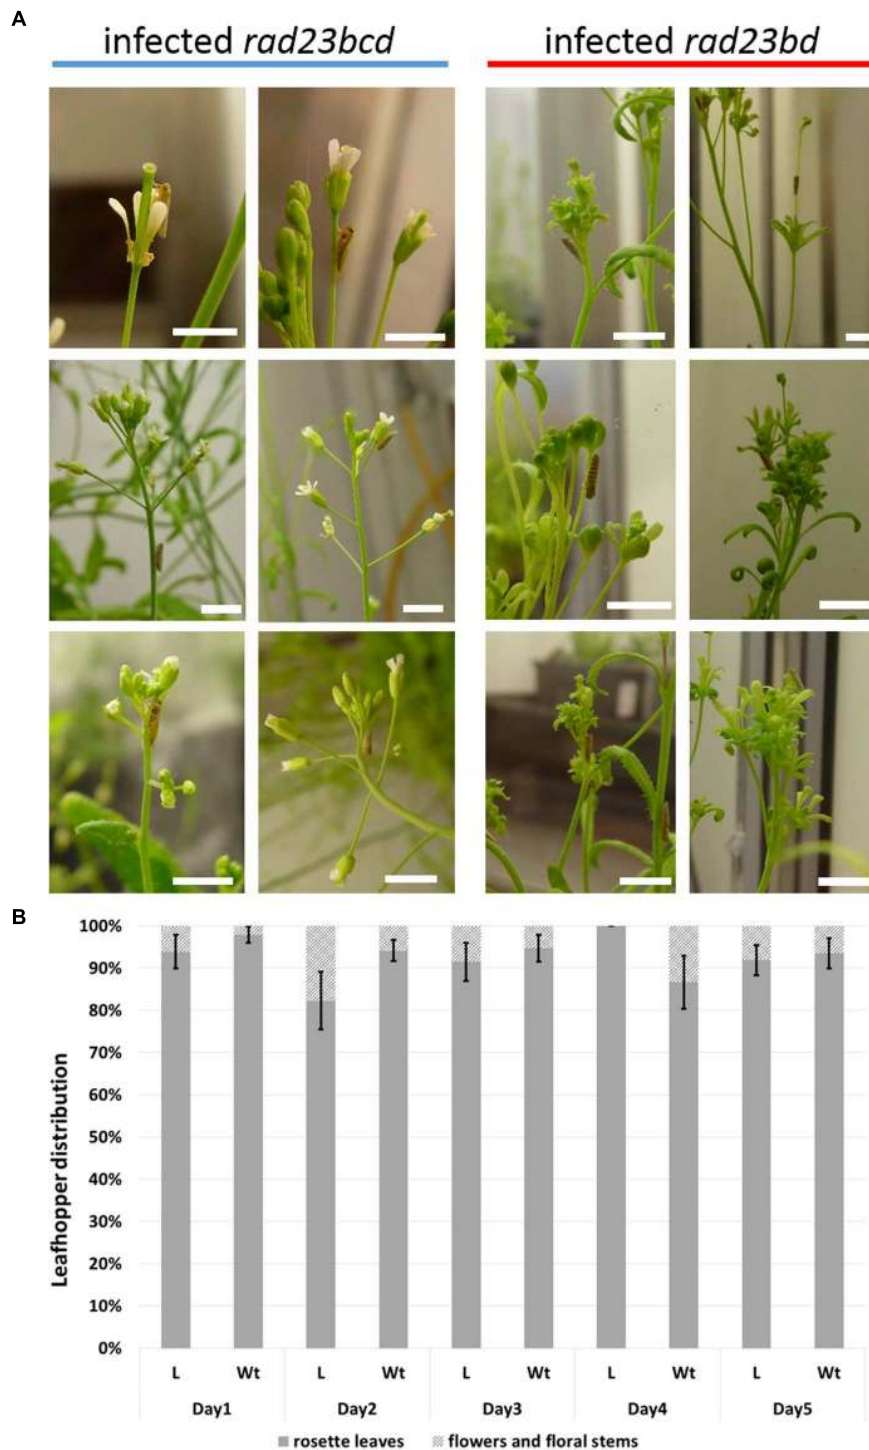 A
infected rad23bcd
infected rad23bd
B
Leafhopper distribution
100%
90%
80%
70%
60%
50%
40%
30%
20%
10%
0%
L Wt L Wt L Wt L Wt L Wt
Day1 Day2 Day3 Day4 Day5
rosette leaves flowers and floral stems